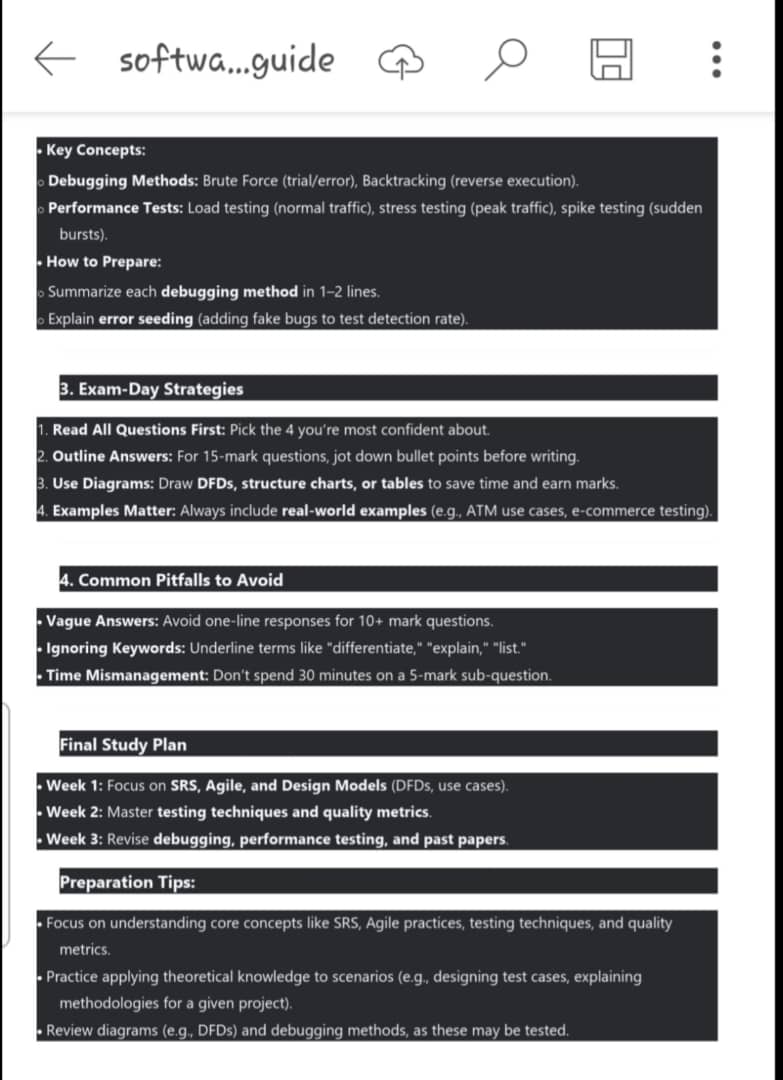 softwa...guide
• Key Concepts:
o Debugging Methods: Brute Force (trial/error), Backtracking (reverse execution).
o Performance Tests: Load testing (normal traffic), stress testing (peak traffic), spike testing (sudden
bursts).
• How to Prepare:
o Summarize each debugging method in 1–2 lines.
o Explain error seeding (adding fake bugs to test detection rate).
3. Exam-Day Strategies
1. Read All Questions First: Pick the 4 you're most confident about.
2. Outline Answers: For 15-mark questions, jot down bullet points before writing.
3. Use Diagrams: Draw DFDs, structure charts, or tables to save time and earn marks.
4. Examples Matter: Always include real-world examples (e.g., ATM use cases, e-commerce testing).
4. Common Pitfalls to Avoid
• Vague Answers: Avoid one-line responses for 10+ mark questions.
• Ignoring Keywords: Underline terms like "differentiate," "explain," "list."
• Time Mismanagement: Don't spend 30 minutes on a 5-mark sub-question.
Final Study Plan
• Week 1: Focus on SRS, Agile, and Design Models (DFDs, use cases).
• Week 2: Master testing techniques and quality metrics.
• Week 3: Revise debugging, performance testing, and past papers.
Preparation Tips:
• Focus on understanding core concepts like SRS, Agile practices, testing techniques, and quality
metrics.
• Practice applying theoretical knowledge to scenarios (e.g., designing test cases, explaining
methodologies for a given project).
• Review diagrams (e.g., DFDs) and debugging methods, as these may be tested.